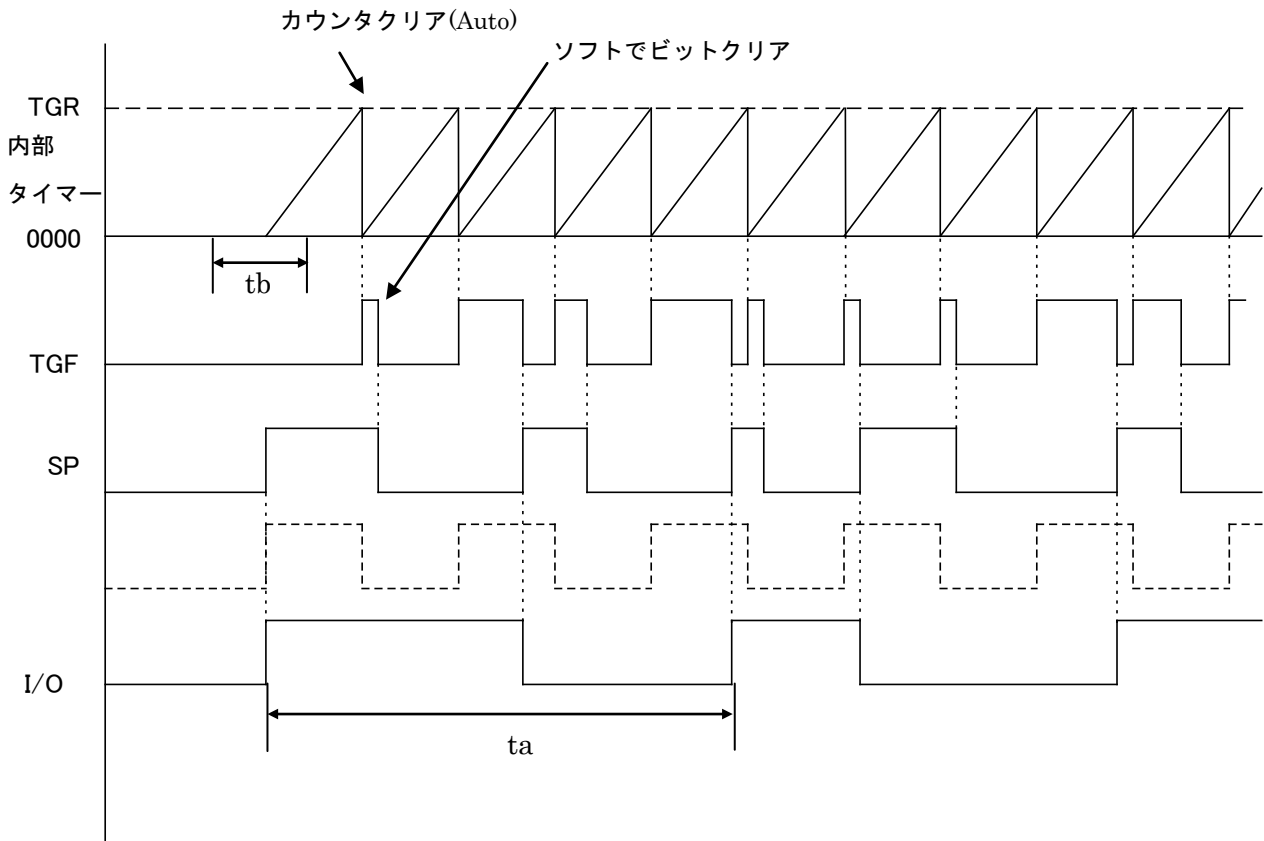 カウンタクリア(Auto)
ソフトでビットクリア
TGR
内部
タイマー
0000
tb
TGF
SP
I/O
ta